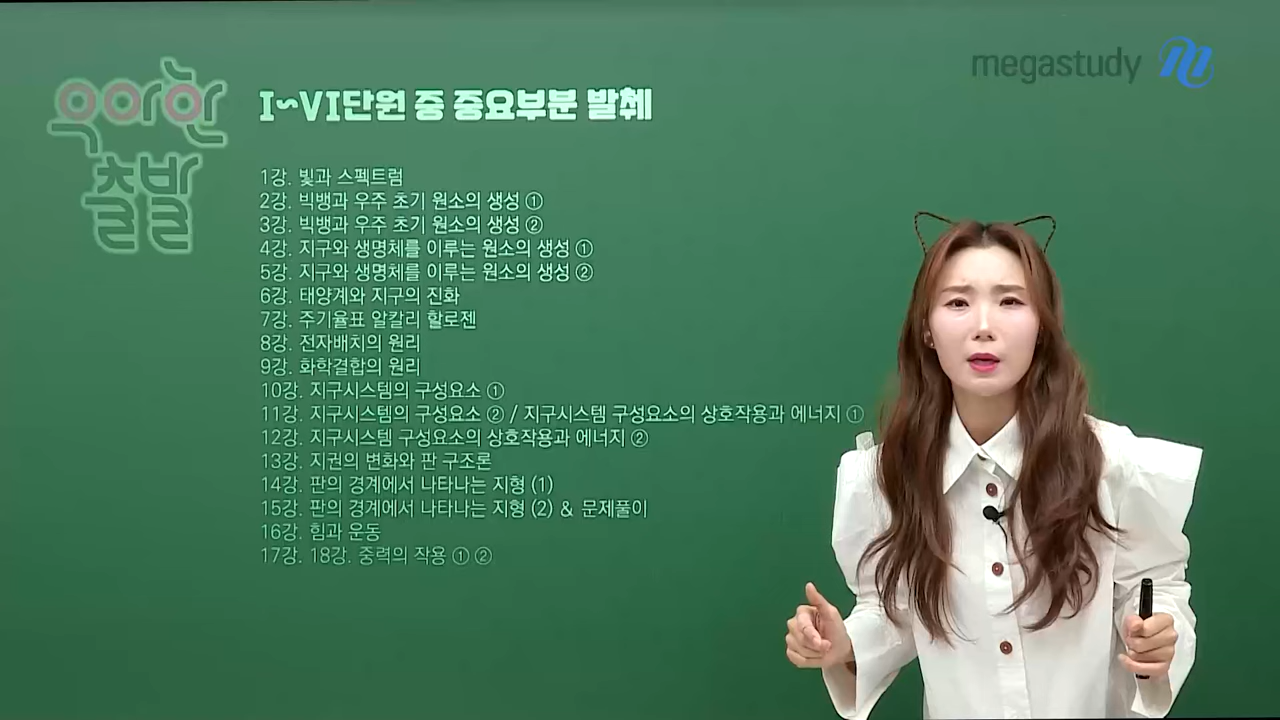 우아한
출발
megastudy
I~VI단원 중 중요부분 발췌
1강. 빛과 스펙트럼
2강. 빅뱅과 우주 초기 원소의 생성 ①
3강. 빅뱅과 우주 초기 원소의 생성 ②
4강. 지구와 생명체를 이루는 원소의 생성 ①
5강. 지구와 생명체를 이루는 원소의 생성 ②
6강. 태양계와 지구의 진화
7강. 주기율표 알칼리 할로젠
8강. 전자배치의 원리
9강. 화학결합의 원리
10강. 지구시스템의 구성요소 ①
11강. 지구시스템의 구성요소 ② / 지구시스템 구성요소의 상호작용과 에너지 ①
12강. 지구시스템 구성요소의 상호작용과 에너지 ②
13강. 지권의 변화와 판 구조론
14강. 판의 경계에서 나타나는 지형 (1)
15강. 판의 경계에서 나타나는 지형 (2) & 문제풀이
16강. 힘과 운동
17강. 18강. 중력의 작용 ① ②